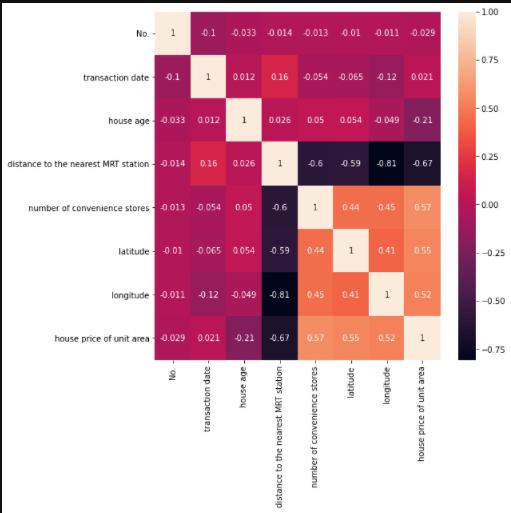 No. 1 -0.1 -0.033 -0.014 -0.013 -0.01 -0.011 -0.029
transaction date -0.1 1 0.012 0.16 -0.054 -0.065 -0.12 0.021
house age -0.033 0.012 1 0.026 0.05 0.054 -0.049 -0.21
distance to the nearest MRT station -0.014 0.16 0.026 1 -0.6 -0.59 -0.81 -0.67
number of convenience stores -0.013 -0.054 0.05 -0.6 1 0.44 0.45 0.57
latitude -0.01 -0.065 0.054 -0.59 0.44 1 0.41 0.55
longitude -0.011 -0.12 -0.049 -0.81 0.45 0.41 1 0.52
house price of unit area -0.029 0.021 -0.21 -0.67 0.57 0.55 0.52 1
No.
transaction date
house age
distance to the nearest MRT station
number of convenience stores
latitude
longitude
house price of unit area
1.00
0.75
0.50
0.25
0.00
-0.25
-0.50
-0.75